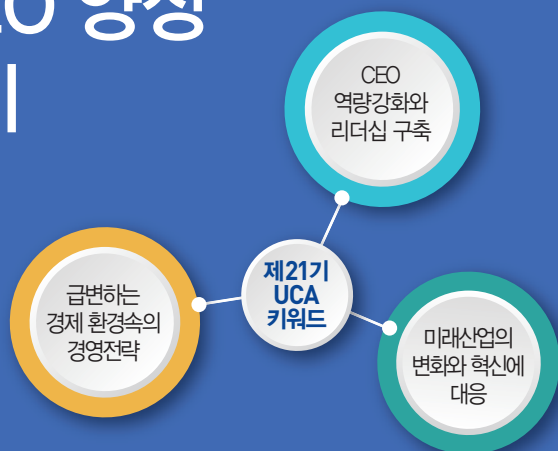 양성
CEO
역량강화와
리더십 구축
제21기
UCA
키워드
급변하는
경제 환경속의
경영전략
미래산업의
변화와 혁신에
대응